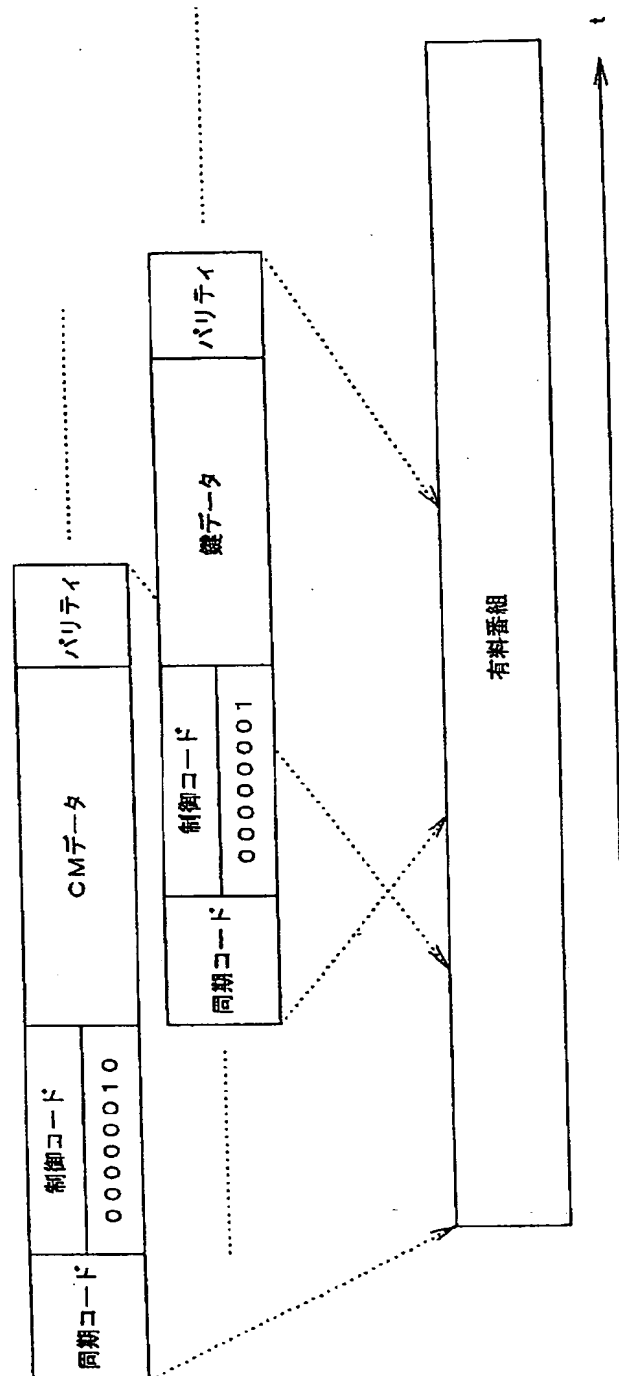 同期コード
制御コード
00000010
CMデータ
パリティ
同期コード
制御コード
00000001
鍵データ
パリティ
有料番組
t